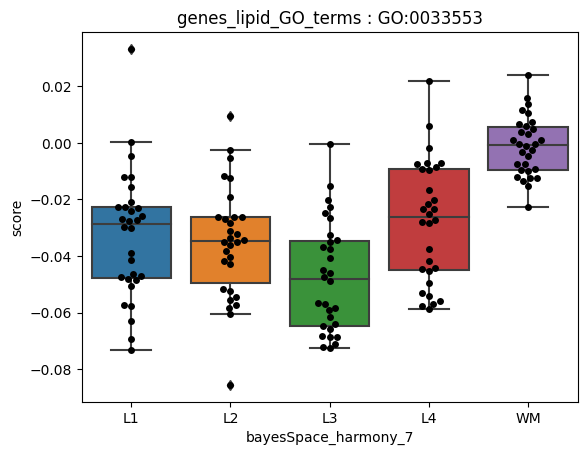 genes_lipid_GO_terms : GO:0033553
0.02
0.00
−0.02
−0.04
−0.06
−0.08
score
L1 L2 L3 L4 WM
bayesSpace_harmony_7